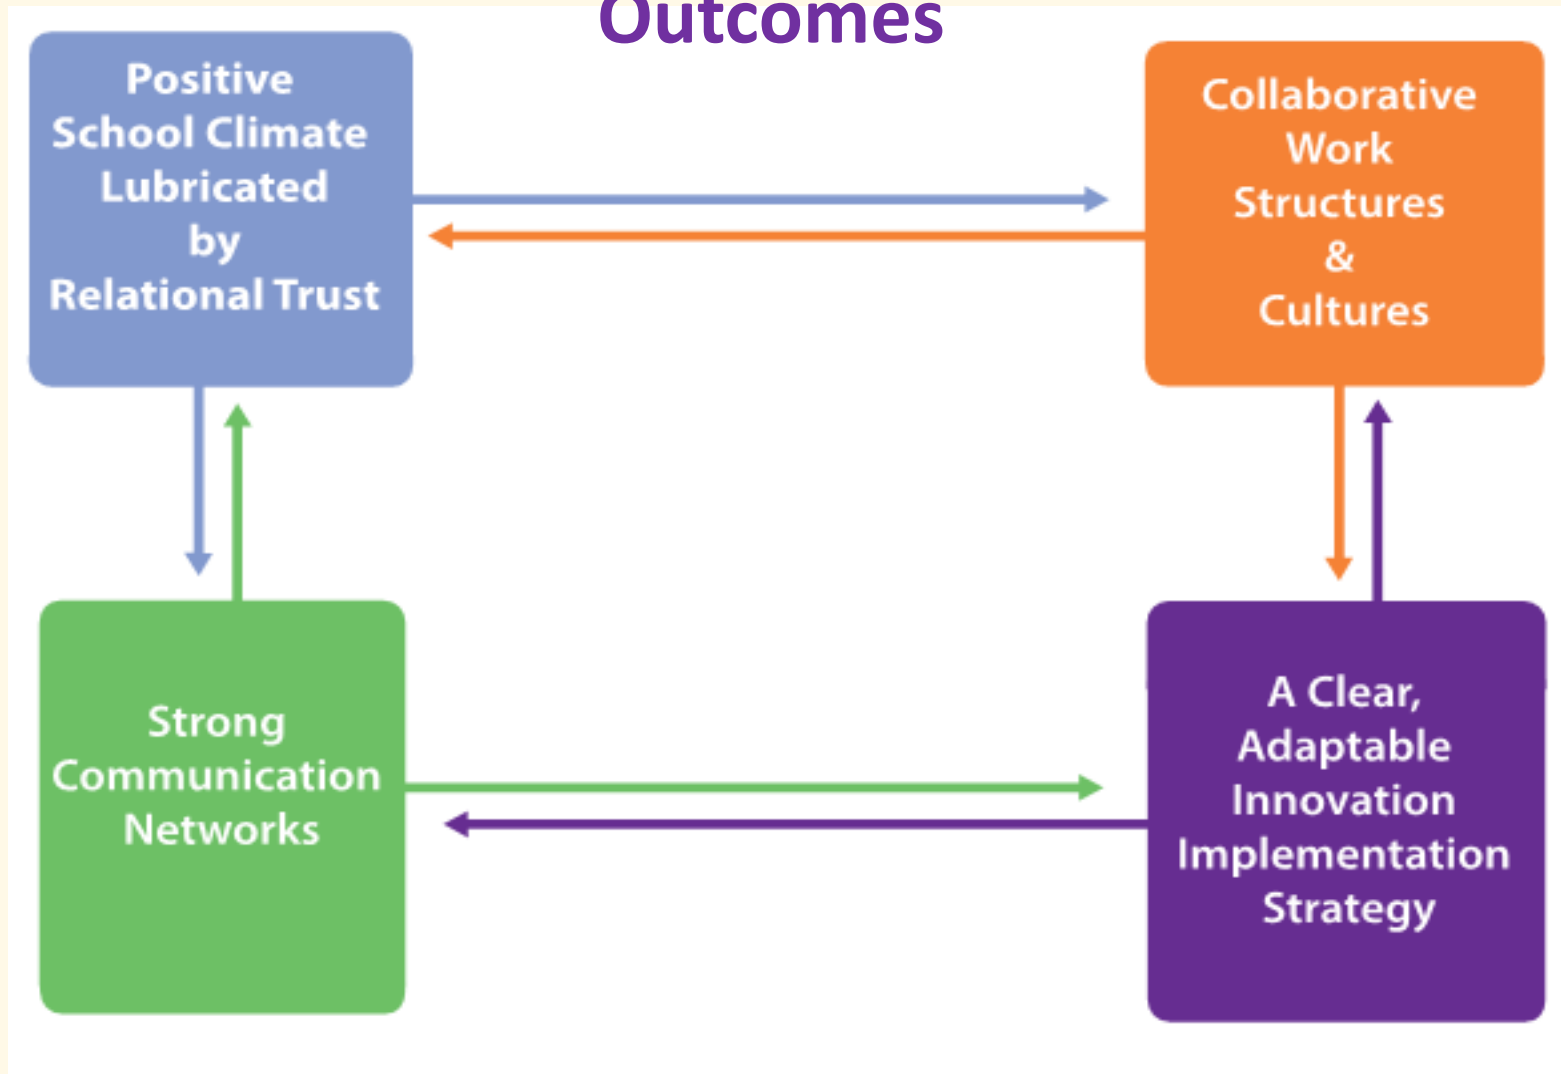 Outcomes
Positive
School Climate
Lubricated
by
Relational Trust
Collaborative
Work
Structures
&
Cultures
Strong
Communication
Networks
A Clear,
Adaptable
Innovation
Implementation
Strategy